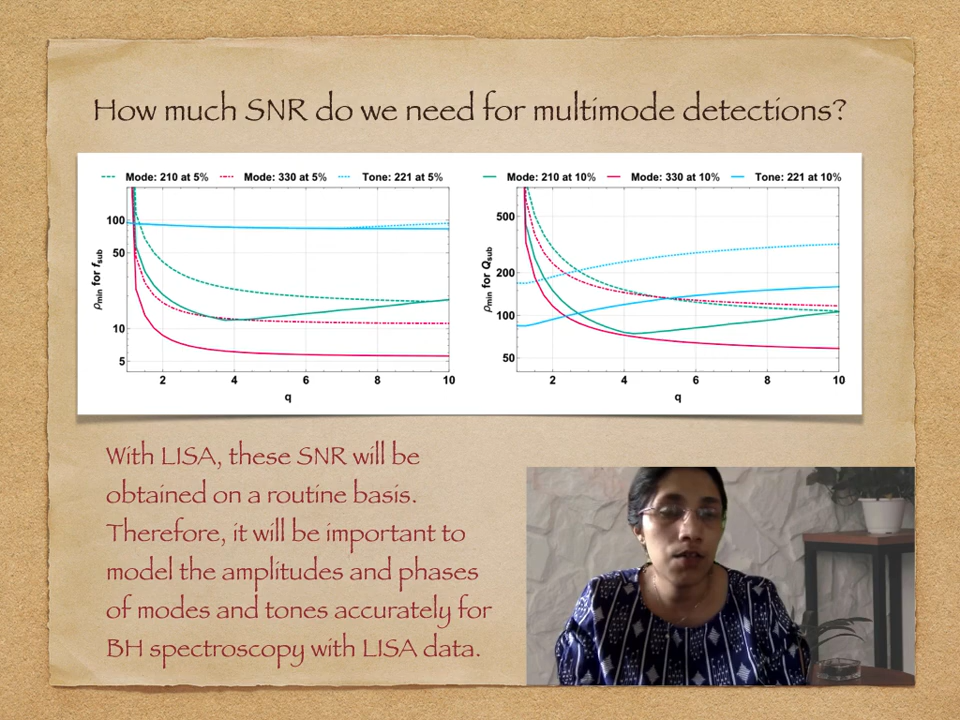 How much SNR do we need for multimode detections?
Mode: 210 at 5% Mode: 330 at 5% Tone: 221 at 5%
100
50
10
5
ρmin for fsub
2 4 6 8 10
q
Mode: 210 at 10% Mode: 330 at 10% Tone: 221 at 10%
500
200
100
50
ρmin for Qsub
2 4 6 8 10
q
With LISA, these SNR will be
obtained on a routine basis.
Therefore, it will be important to
model the amplitudes and phases
of modes and tones accurately for
BH spectroscopy with LISA data.